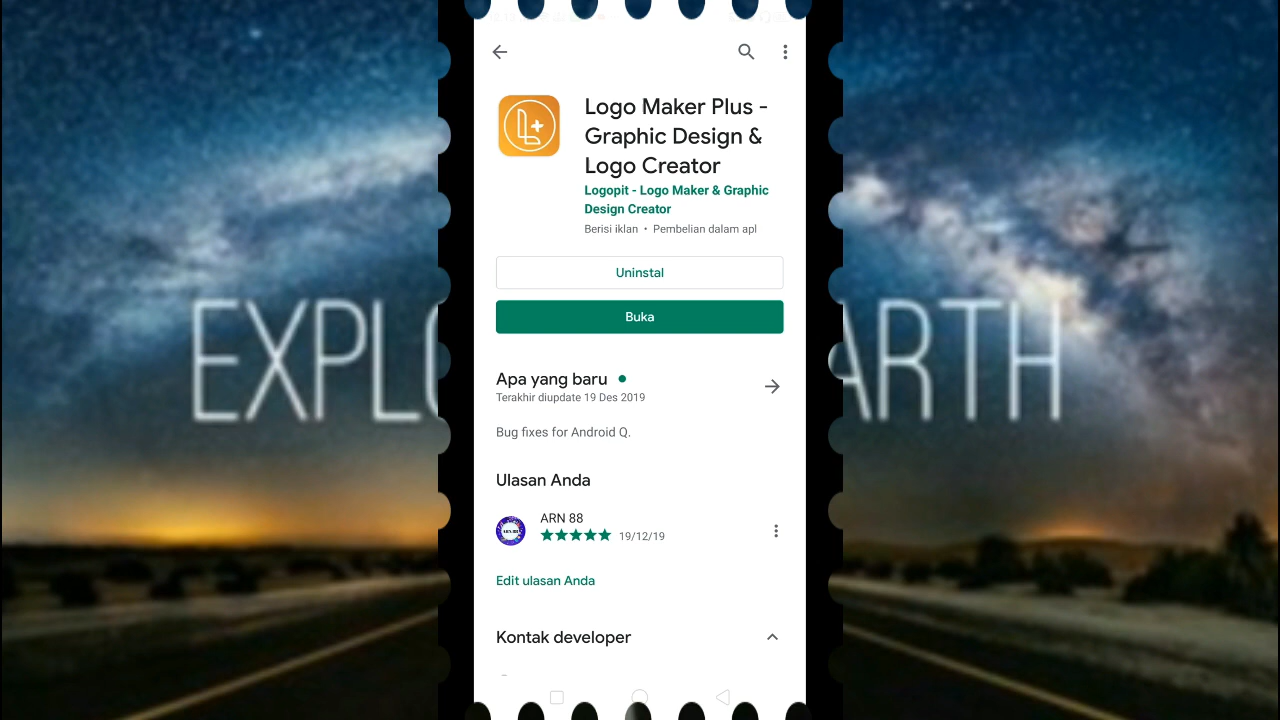 Logo Maker Plus -
Graphic Design &
Logo Creator
Logopit - Logo Maker & Graphic
Design Creator
Berisi iklan • Pembelian dalam apl
Uninstal
Buka
EXPLO
ARTH
Apa yang baru
Terakhir diupdate 19 Des 2019
Bug fixes for Android Q.
Ulasan Anda
ARN 88
19/12/19
Edit ulasan Anda
Kontak developer